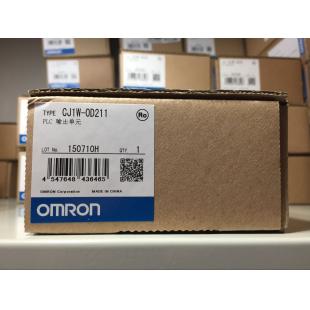 TYPE CJ1W-OD211
PLC 输出单元
Ro
LOT No. 150710H QTY 1
4 547648 436465
OMRON Corporation MADE IN CHINA
OMRON